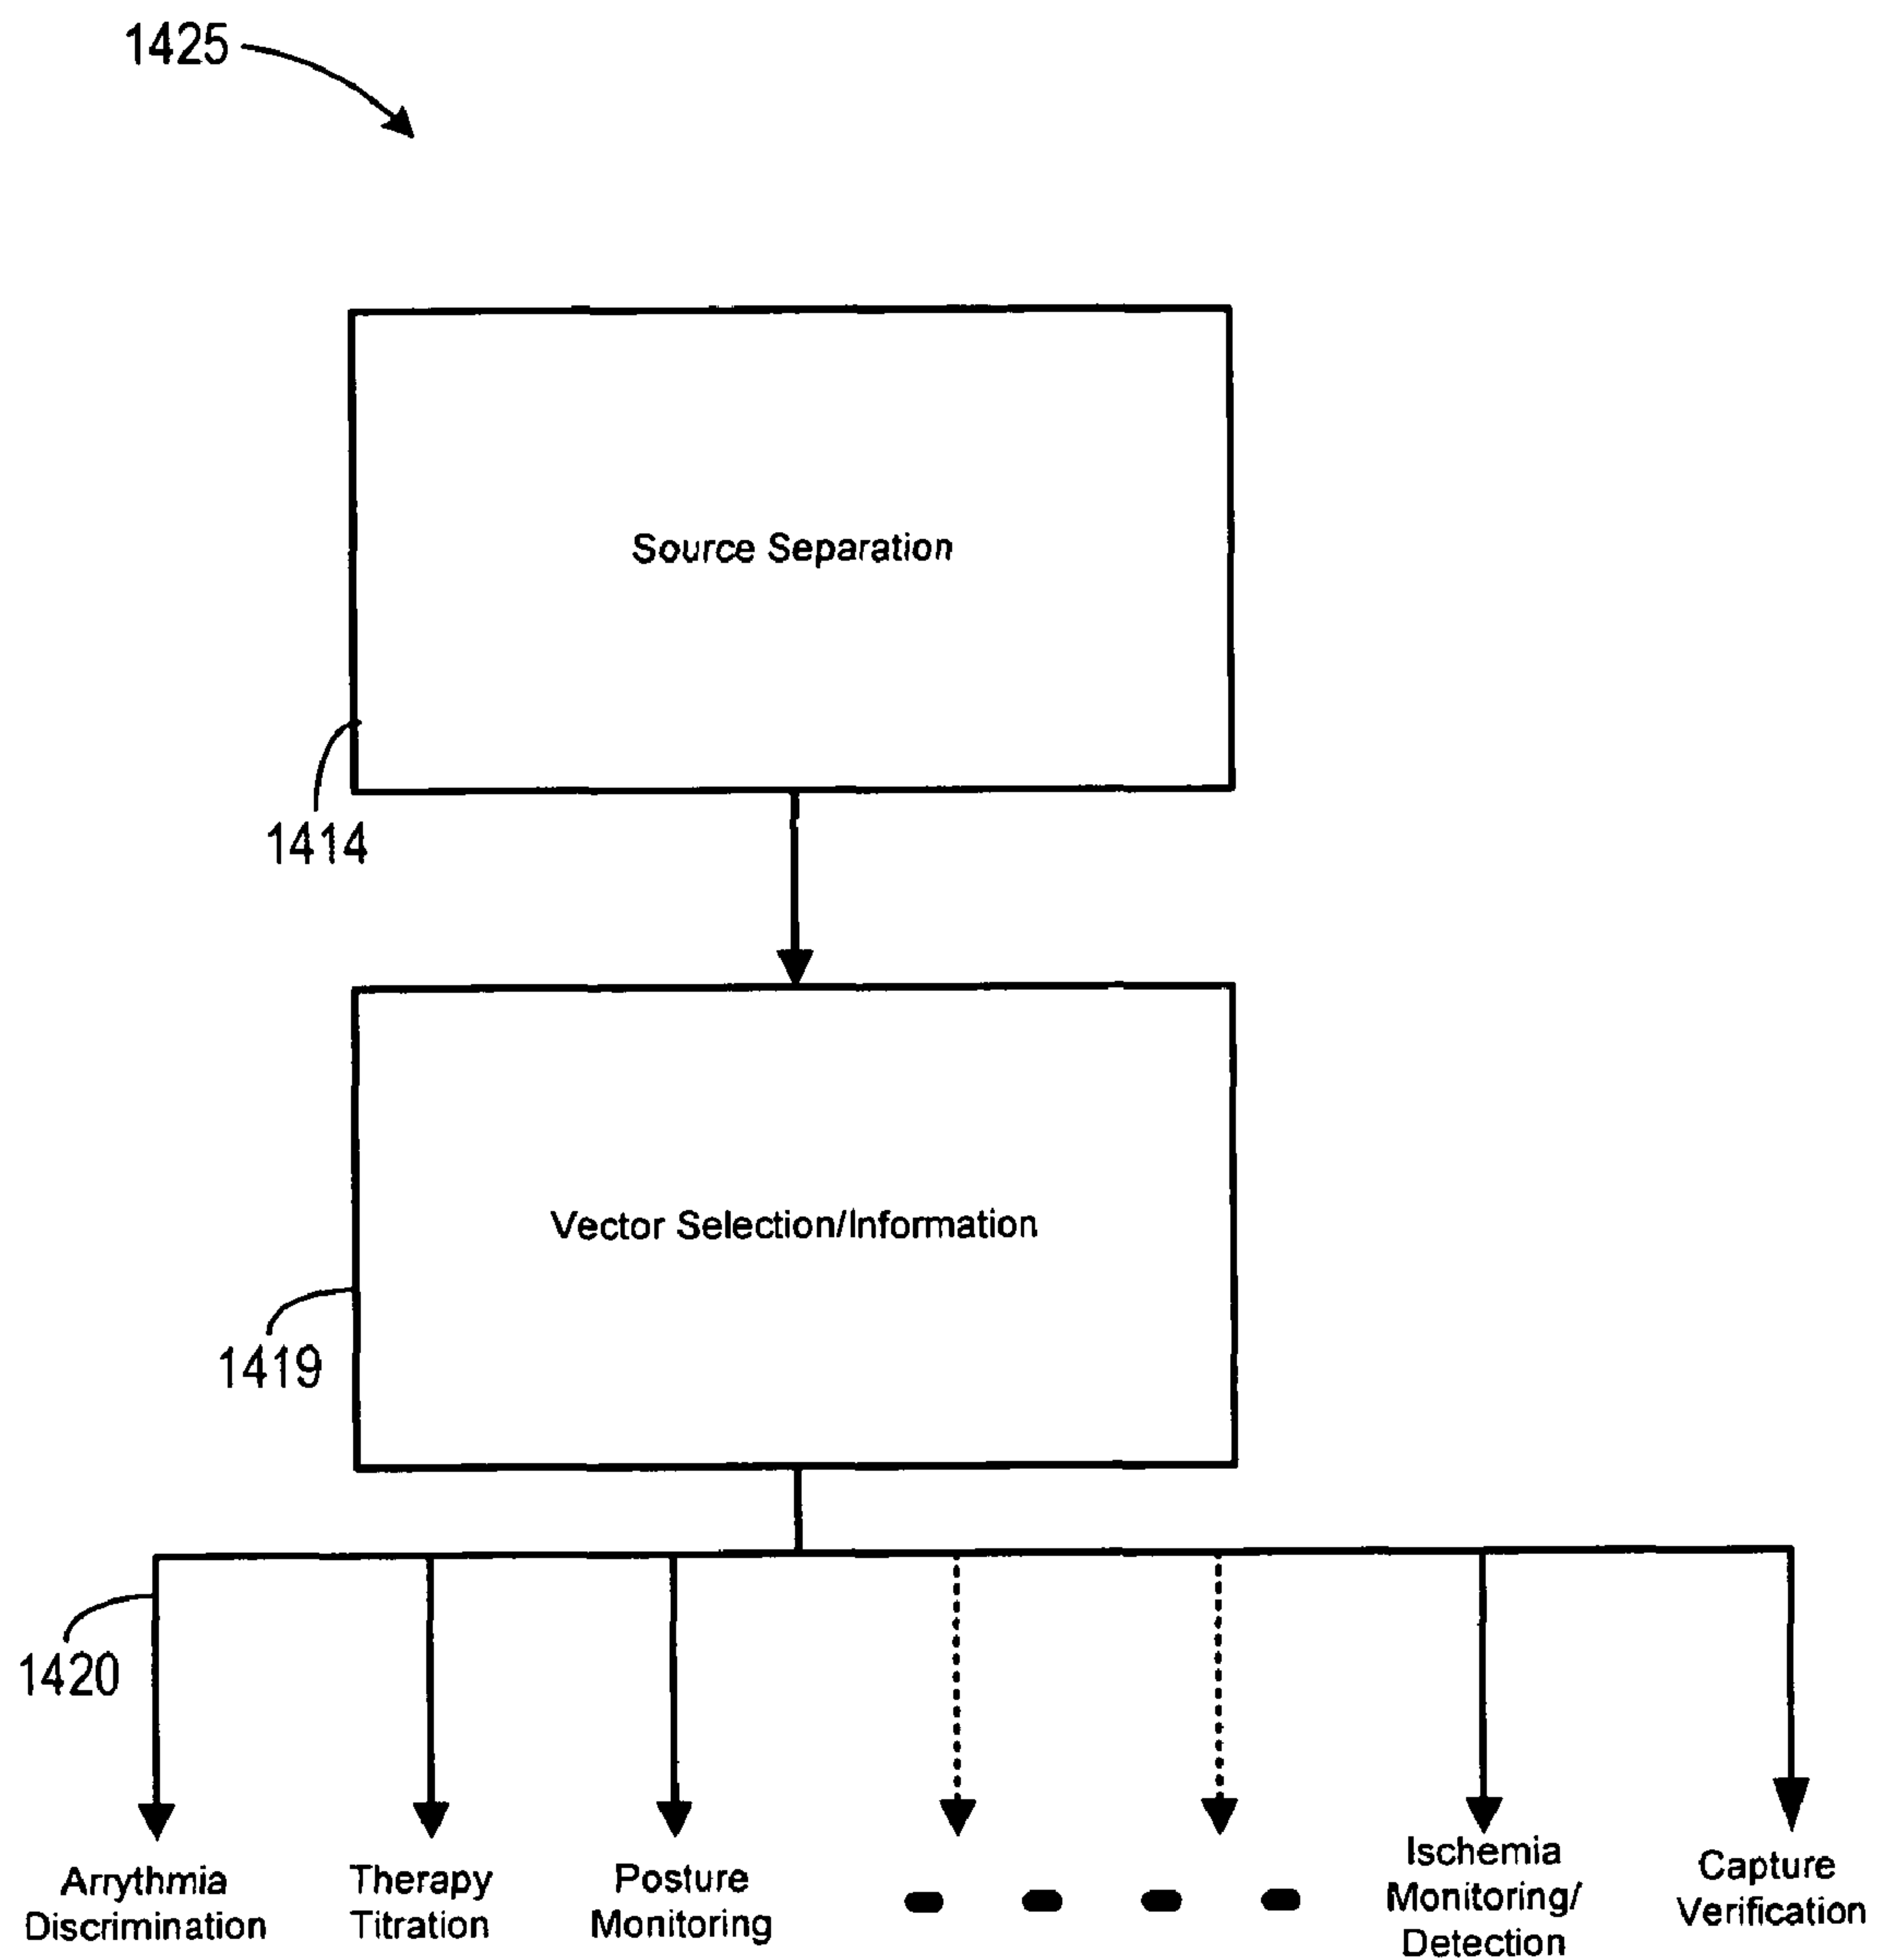 1425
Source Separation
1414
Vector Selection/Information
1419
1420
Arrythmia
Discrimination
Therapy
Titration
Posture
Monitoring
Ischemia
Monitoring/
Detection
Capture
Verification